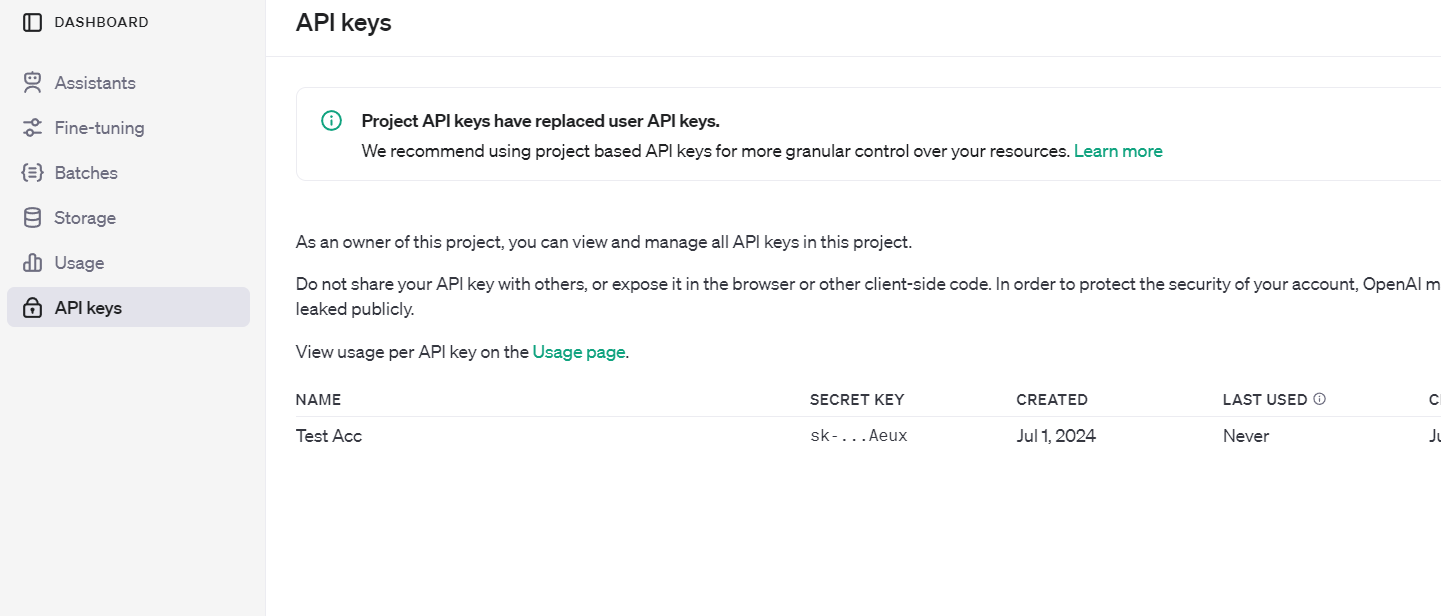 DASHBOARD
Assistants
Fine-tuning
Batches
Storage
Usage
API keys
API keys
Project API keys have replaced user API keys.
We recommend using project based API keys for more granular control over your resources. Learn more
As an owner of this project, you can view and manage all API keys in this project.
Do not share your API key with others, or expose it in the browser or other client-side code. In order to protect the security of your account, OpenAI
leaked publicly.
View usage per API key on the Usage page.
NAME SECRET KEY CREATED LAST USED
Test Acc sk-...Aeux Jul 1, 2024 Never